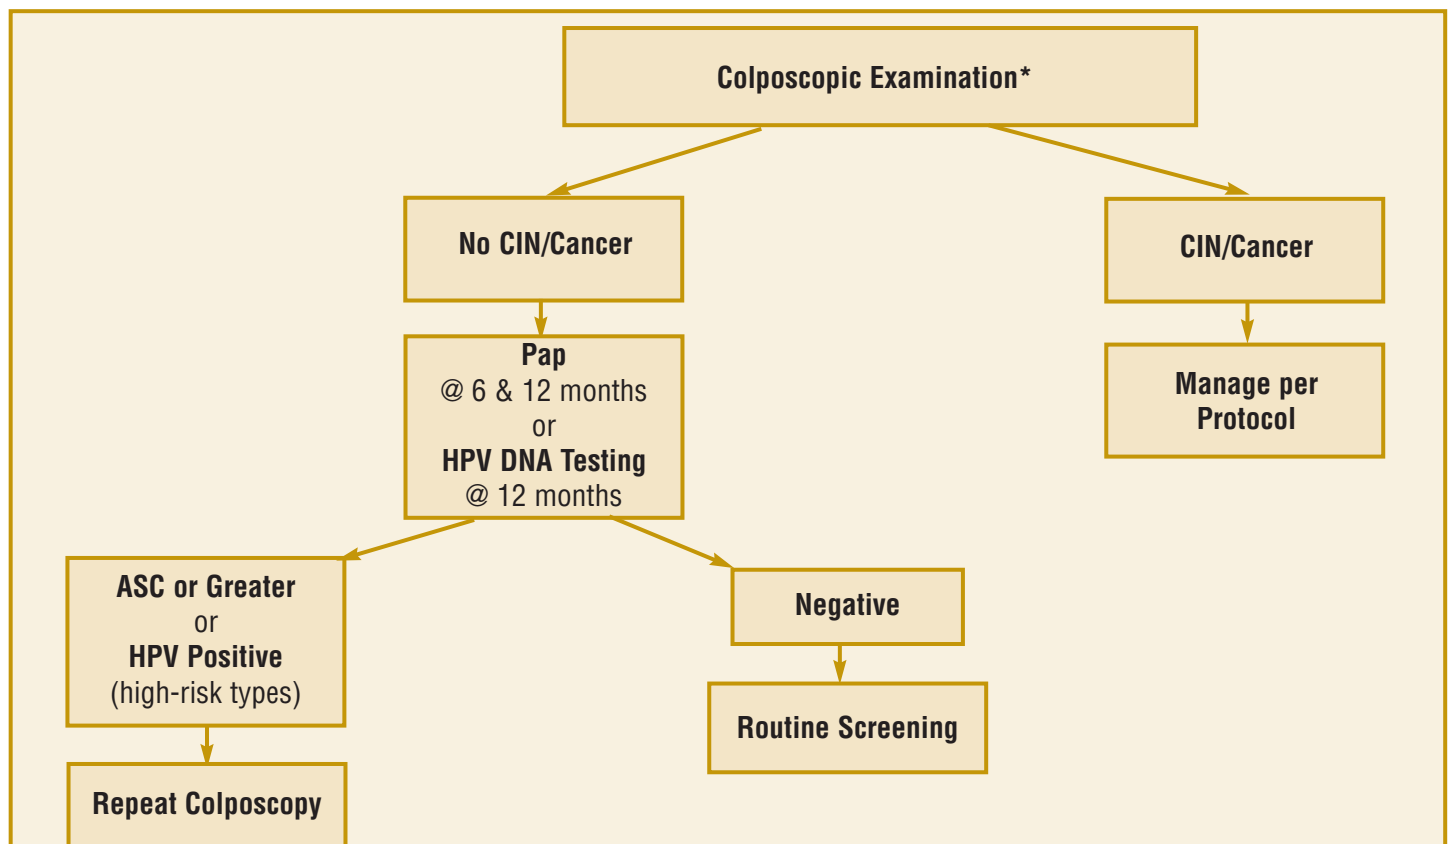 Colposcopic Examination*
No CIN/Cancer
CIN/Cancer
Pap
@ 6 & 12 months
or
HPV DNA Testing
@ 12 months
Manage per
Protocol
ASC or Greater
or
HPV Positive
(high-risk types)
Negative
Routine Screening
Repeat Colposcopy